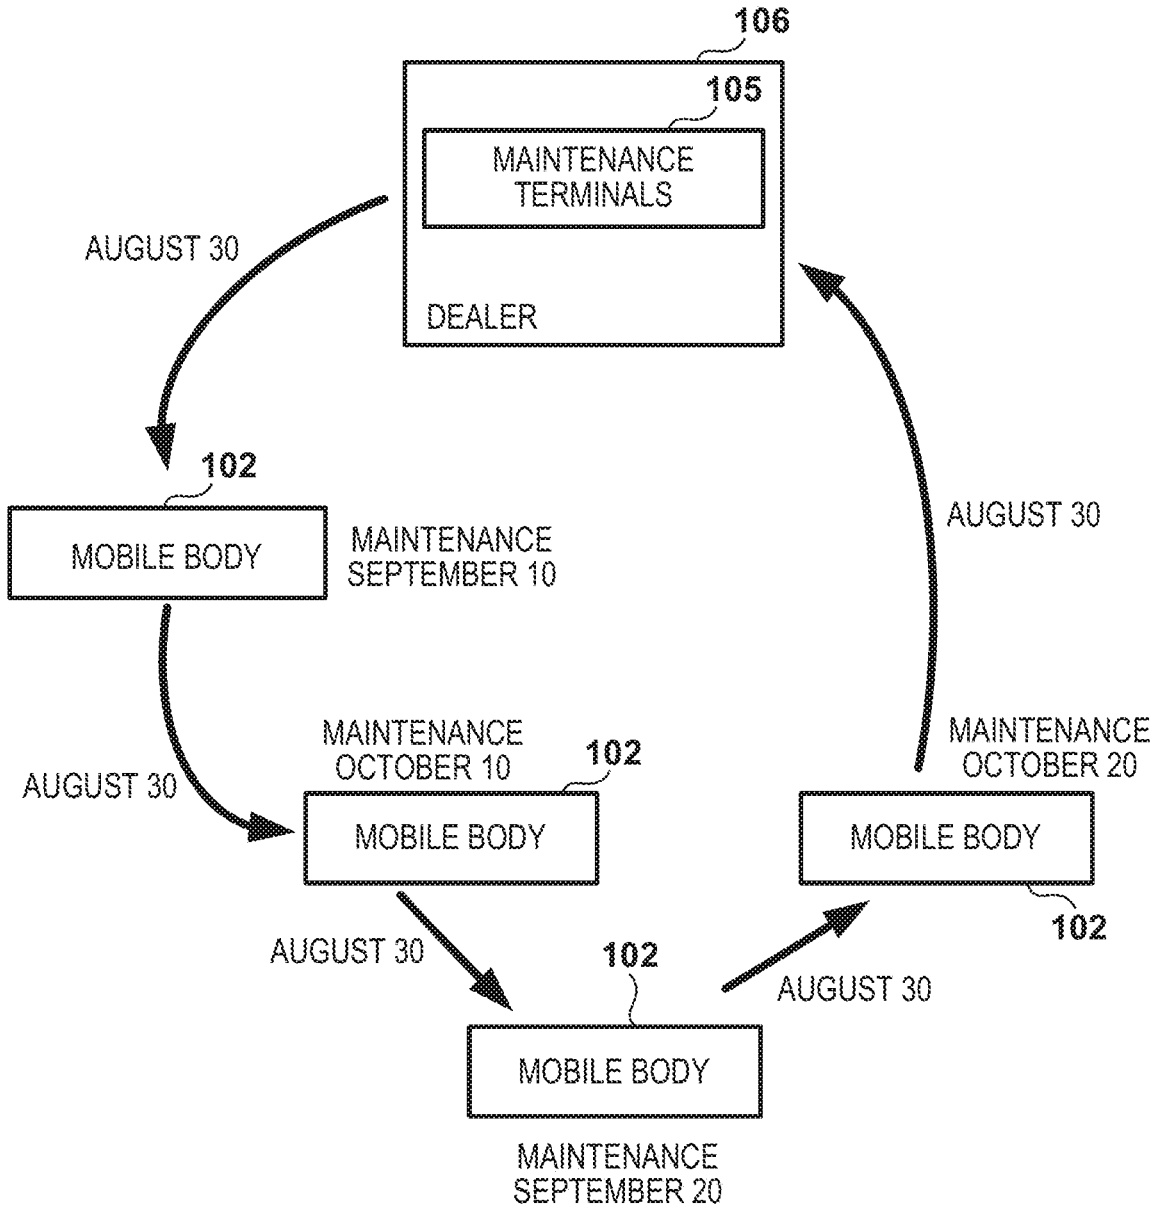 106
105
MAINTENANCE
TERMINALS
AUGUST 30
DEALER
102
MOBILE BODY
MAINTENANCE
SEPTEMBER 10
AUGUST 30
AUGUST 30
MAINTENANCE
OCTOBER 10
102
MOBILE BODY
MAINTENANCE
OCTOBER 20
MOBILE BODY
102
AUGUST 30
102
AUGUST 30
MOBILE BODY
MAINTENANCE
SEPTEMBER 20